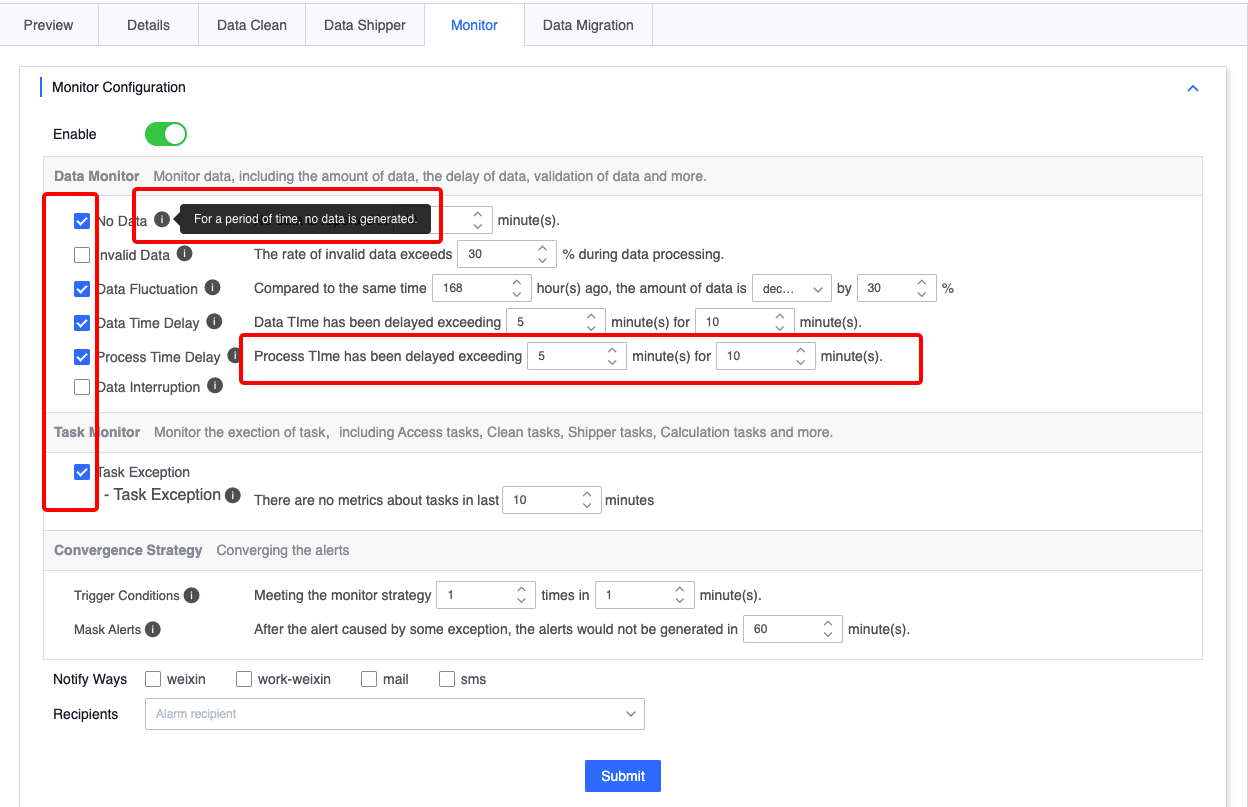 Preview Details Data Clean Data Shipper Monitor Data Migration
Monitor Configuration
Enable
Data Monitor Monitor data, including the amount of data, the delay of data, validation of data and more.
No Data For a period of time, no data is generated. minute(s).
Invalid Data The rate of invalid data exceeds 30 % during data processing.
Data Fluctuation Compared to the same time 168 hour(s) ago, the amount of data is dec... by 30 %
Data Time Delay Data TIme has been delayed exceeding 5 minute(s) for 10 minute(s).
Process Time Delay Process TIme has been delayed exceeding 5 minute(s) for 10 minute(s).
Data Interruption
Task Monitor Monitor the exection of task, including Access tasks, Clean tasks, Shipper tasks, Calculation tasks and more.
Task Exception
- Task Exception There are no metrics about tasks in last 10 minutes
Convergence Strategy Converging the alerts
Trigger Conditions Meeting the monitor strategy 1 times in 1 minute(s).
Mask Alerts After the alert caused by some exception, the alerts would not be generated in 60 minute(s).
Notify Ways weixin work-weixin mail sms
Recipients Alarm recipient
Submit